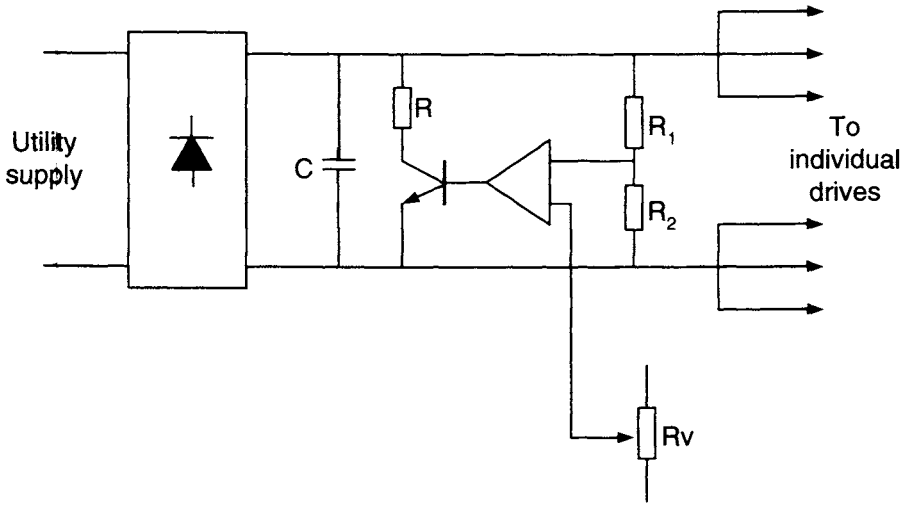 Utility
supply
C
R
R1
R2
To
individual
drives
Rv